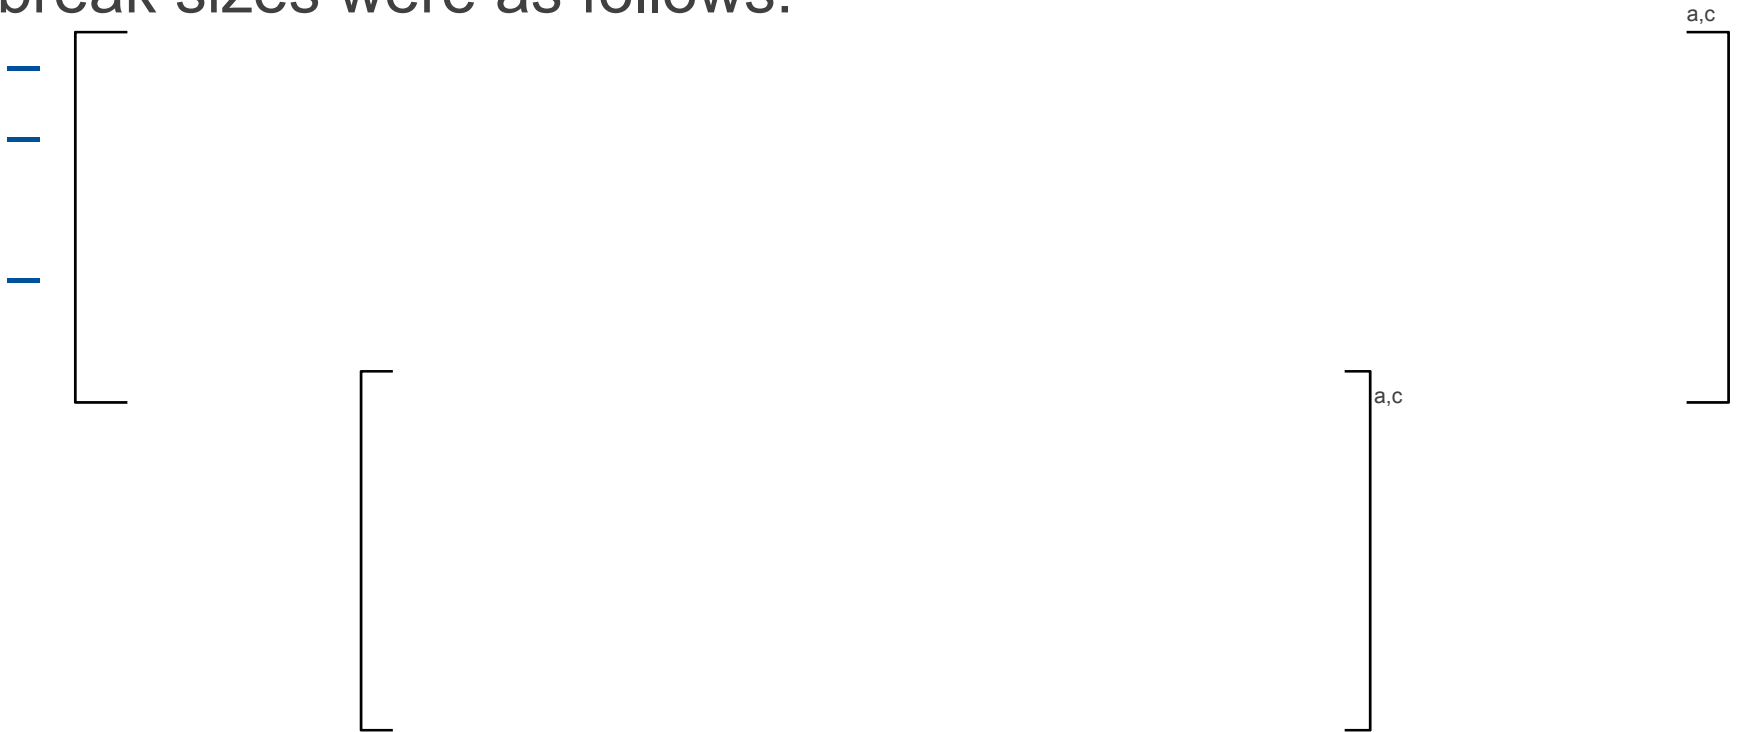 break sizes were as follows:
a,c
–
–
–
a,c